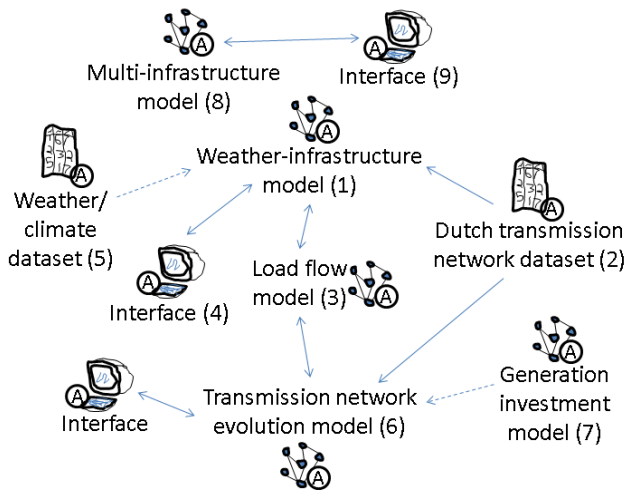 A
A
Multi-infrastructure
model (8)
Interface (9)
A
A
Weather-infrastructure
model (1)
A
Weather/
climate
dataset (5)
Dutch transmission
network dataset (2)
A
Interface (4)
Load flow
model (3)
A
A
Interface
Transmission network
evolution model (6)
A
A
Generation
investment
model (7)